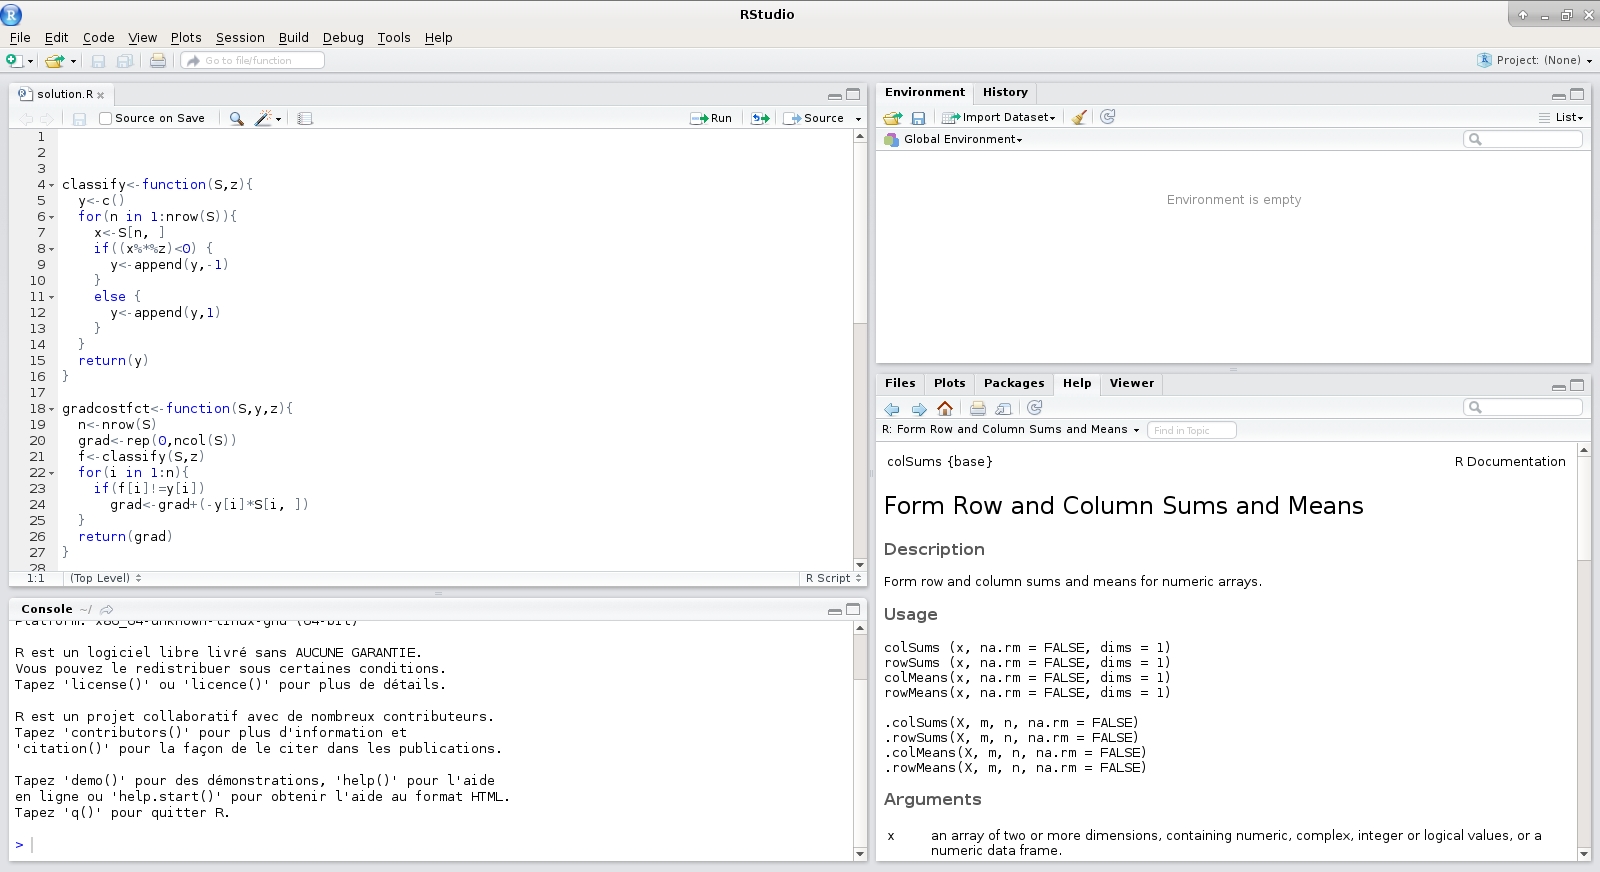 RStudio
File Edit Code View Plots Session Build Debug Tools Help
Go to file/function
Project: (None)
solution.R
Source on Save
Run
Source
1
2
3
4 classify<-function(S,z){
5   y<-c()
6   for(n in 1:nrow(S)){
7     x<-S[n, ]
8     if((x%*%z)<0) {
9       y<-append(y,-1)
10     }
11     else {
12       y<-append(y,1)
13     }
14   }
15   return(y)
16 }
17
18 gradcostfct<-function(S,y,z){
19   n<-nrow(S)
20   grad<-rep(0,ncol(S))
21   f<-classify(S,z)
22   for(i in 1:n){
23     if(f[i]!=y[i])
24       grad<-grad+(-y[i]*S[i, ])
25   }
26   return(grad)
27 }
28
1:1 (Top Level) R Script
Console ~/
Platform: x86_64-unknown-linux-gnu (64-bit)
R est un logiciel libre livré sans AUCUNE GARANTIE.
Vous pouvez le redistribuer sous certaines conditions.
Tapez 'license()' ou 'licence()' pour plus de détails.
R est un projet collaboratif avec de nombreux contributeurs.
Tapez 'contributors()' pour plus d'information et
'citation()' pour la façon de le citer dans les publications.
Tapez 'demo()' pour des démonstrations, 'help()' pour l'aide
en ligne ou 'help.start()' pour obtenir l'aide au format HTML.
Tapez 'q()' pour quitter R.
>
Environment History
Import Dataset
List
Global Environment
Environment is empty
Files Plots Packages Help Viewer
R: Form Row and Column Sums and Means
Find in Topic
colSums {base} R Documentation
Form Row and Column Sums and Means
Description
Form row and column sums and means for numeric arrays.
Usage
colSums (x, na.rm = FALSE, dims = 1)
rowSums (x, na.rm = FALSE, dims = 1)
colMeans(x, na.rm = FALSE, dims = 1)
rowMeans(x, na.rm = FALSE, dims = 1)
.colSums(X, m, n, na.rm = FALSE)
.rowSums(X, m, n, na.rm = FALSE)
.colMeans(X, m, n, na.rm = FALSE)
.rowMeans(X, m, n, na.rm = FALSE)
Arguments
x an array of two or more dimensions, containing numeric, complex, integer or logical values, or a
numeric data frame.